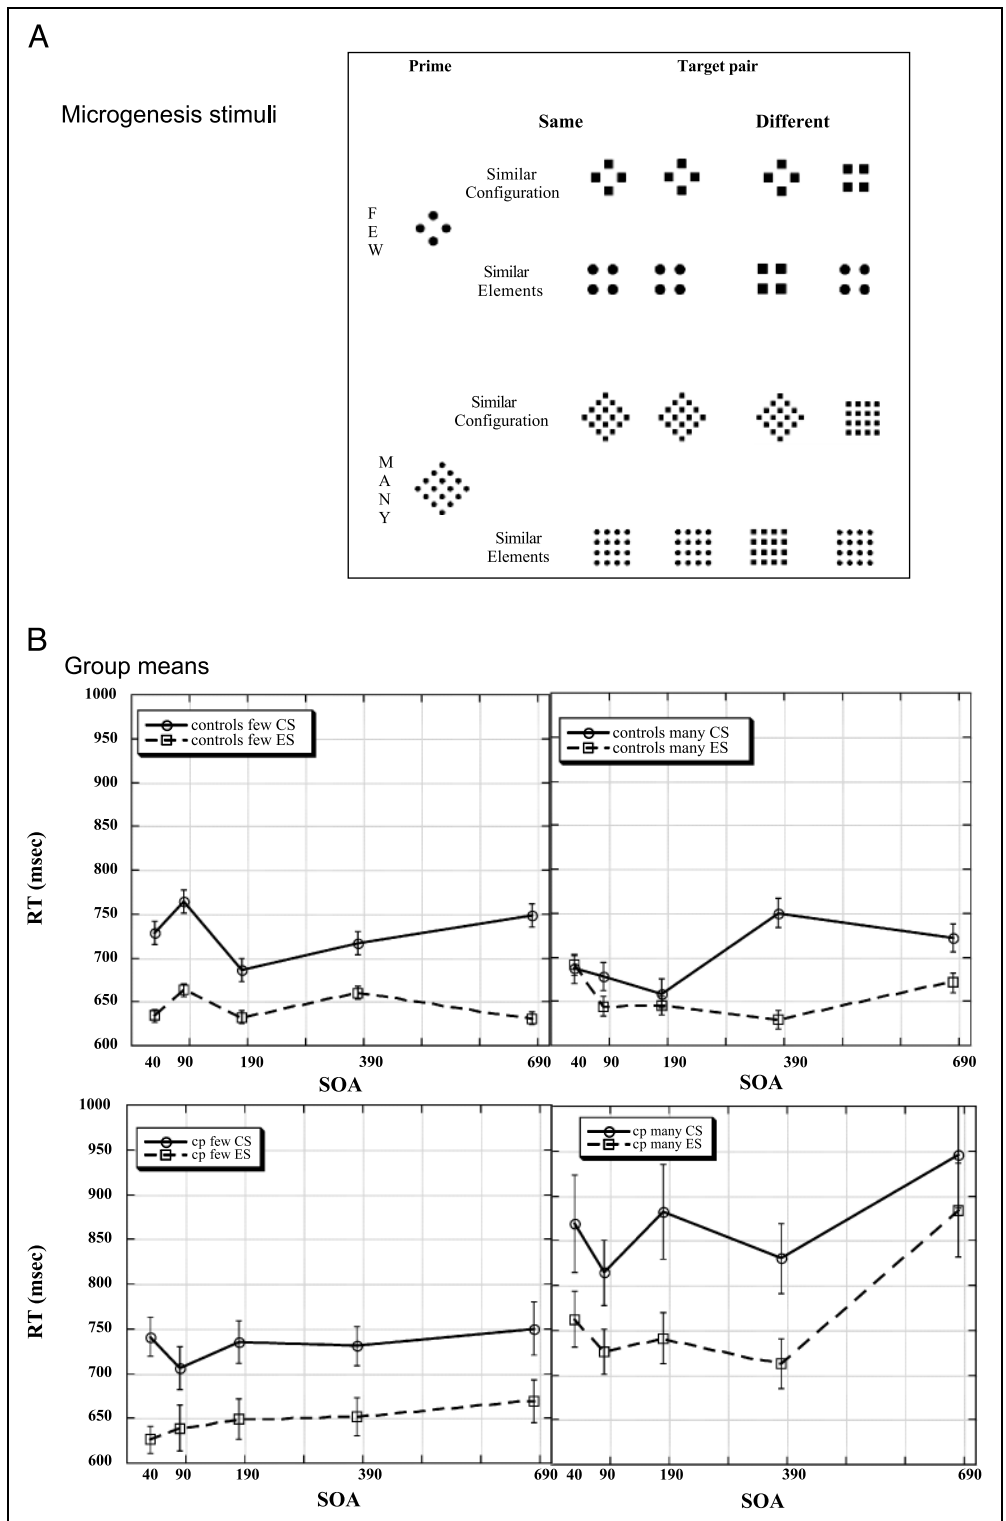 A
Microgenesis stimuli
Prime
Target pair
Same
Different
Similar
Configuration
F
E
W
Similar
Elements
Similar
Configuration
M
A
N
Y
Similar
Elements
B
Group means
1000
950
900
850
800
750
700
650
600
RT (msec)
controls few CS
controls few ES
40 90 190 390 690
SOA
controls many CS
controls many ES
40 90 190 390 690
SOA
1000
950
900
850
800
750
700
650
600
RT (msec)
cp few CS
cp few ES
40 90 190 390 690
SOA
cp many CS
cp many ES
40 90 190 390 690
SOA